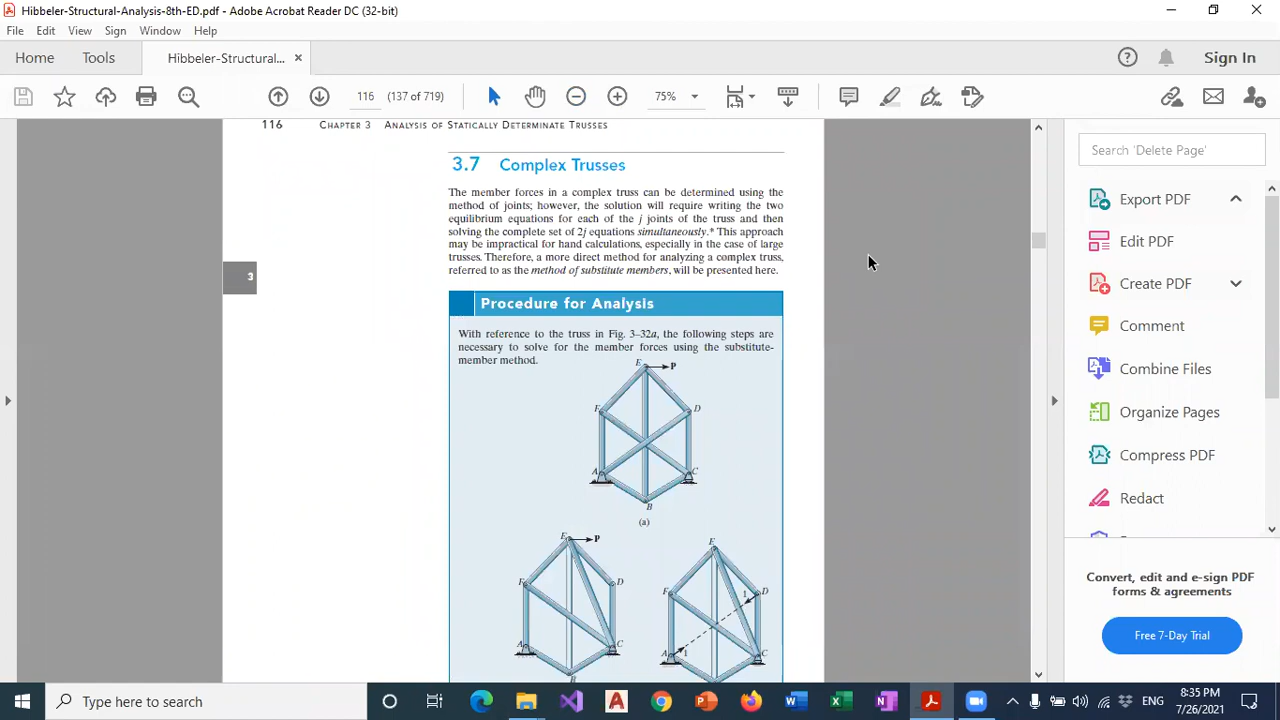 Hibbeler-Structural-Analysis-8th-ED.pdf - Adobe Acrobat Reader DC (32-bit)
File Edit View Sign Window Help
Home Tools Hibbeler-Structural... × Sign In
116 (137 of 719) 75%
116 CHAPTER 3 ANALYSIS OF STATICALLY DETERMINATE TRUSSES
3.7 Complex Trusses
The member forces in a complex truss can be determined using the
method of joints; however, the solution will require writing the two
equilibrium equations for each of the j joints of the truss and then
solving the complete set of 2j equations simultaneously.* This approach
may be impractical for hand calculations, especially in the case of large
trusses. Therefore, a more direct method for analyzing a complex truss,
referred to as the method of substitute members, will be presented here.
3
Procedure for Analysis
With reference to the truss in Fig. 3–32a, the following steps are
necessary to solve for the member forces using the substitute-
member method.
E P
F D
A C
B
(a)
E P
F D
A C
B
E
F 1 D
A 1 C
Search 'Delete Page'
Export PDF
Edit PDF
Create PDF
Comment
Combine Files
Organize Pages
Compress PDF
Redact
Convert, edit and e-sign PDF
forms & agreements
Free 7-Day Trial
Type here to search
ENG
8:35 PM
7/26/2021